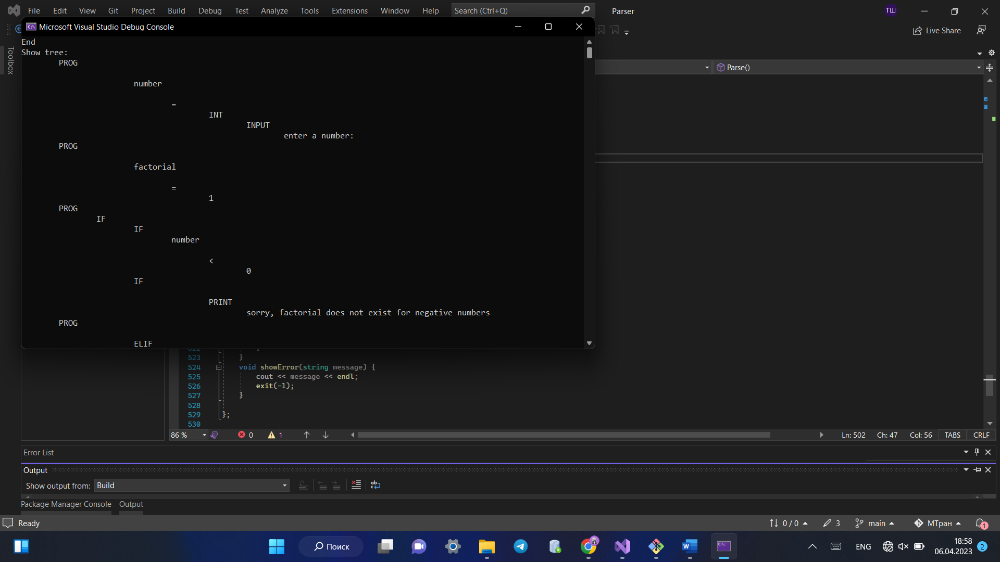 File Edit View Git Project Build Debug Test Analyze Tools Extensions Window Help Search (Ctrl+Q) Parser ТШ
Microsoft Visual Studio Debug Console
Live Share
Toolbox
End
Show tree:
PROG
number
=
INT
INPUT
enter a number:
PROG
factorial
=
1
PROG
IF
IF
number
<
0
IF
PRINT
sorry, factorial does not exist for negative numbers
PROG
ELIF
Parse()
522 }
523 }
524 void showError(string message) {
525 cout << message << endl;
526 exit(-1);
527 }
528
529 };
530
86 % 0 1 Ln: 502 Ch: 47 Col: 56 TABS CRLF
Error List
Output
Show output from: Build
Package Manager Console Output
Ready 0 / 0 3 main МТран 1
Поиск ENG 18:58
06.04.2023 2